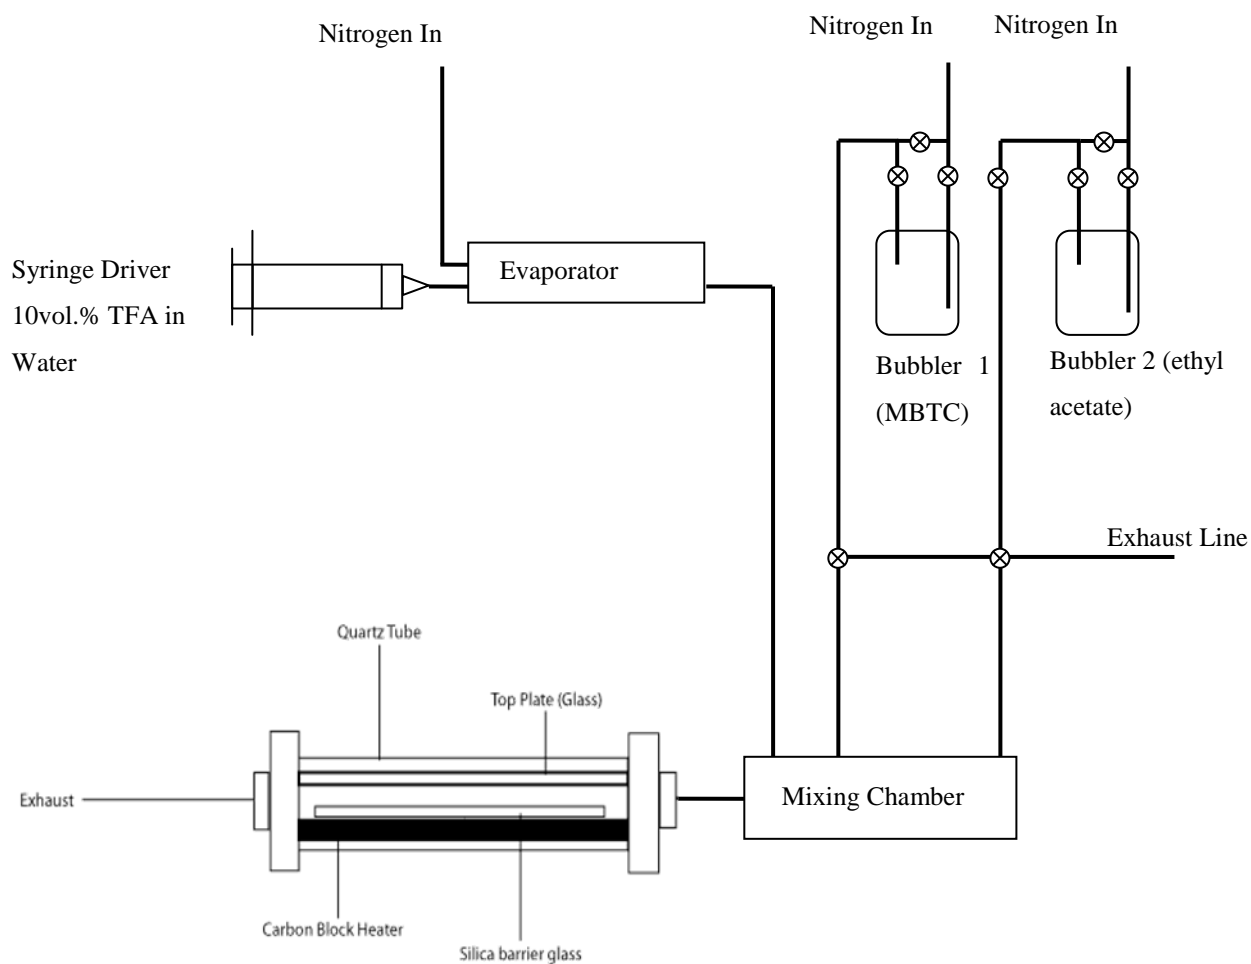 Nitrogen In
Nitrogen In
Nitrogen In
Syringe Driver
10vol.% TFA in
Water
Evaporator
Bubbler 1
(MBTC)
Bubbler 2 (ethyl
acetate)
Exhaust Line
Quartz Tube
Top Plate (Glass)
Exhaust
Mixing Chamber
Carbon Block Heater
Silica barrier glass